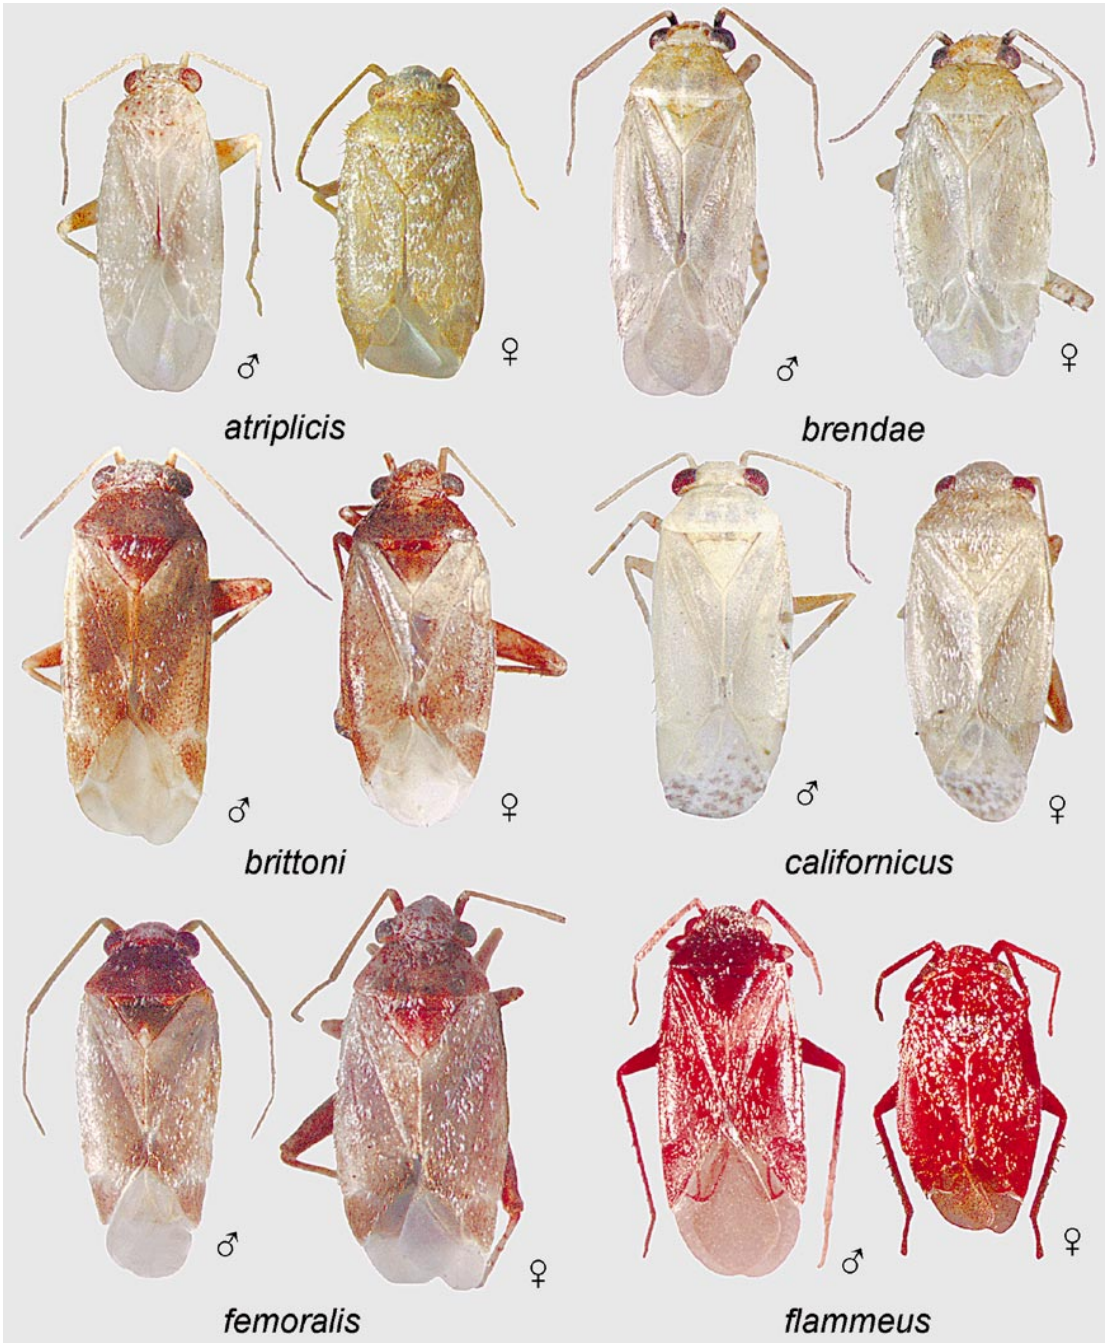 ♂ ♀ ♂ ♀
atriplicis brendae
♂ ♀ ♂ ♀
brittoni californicus
♂ ♀ ♂ ♀
femoralis flammeus